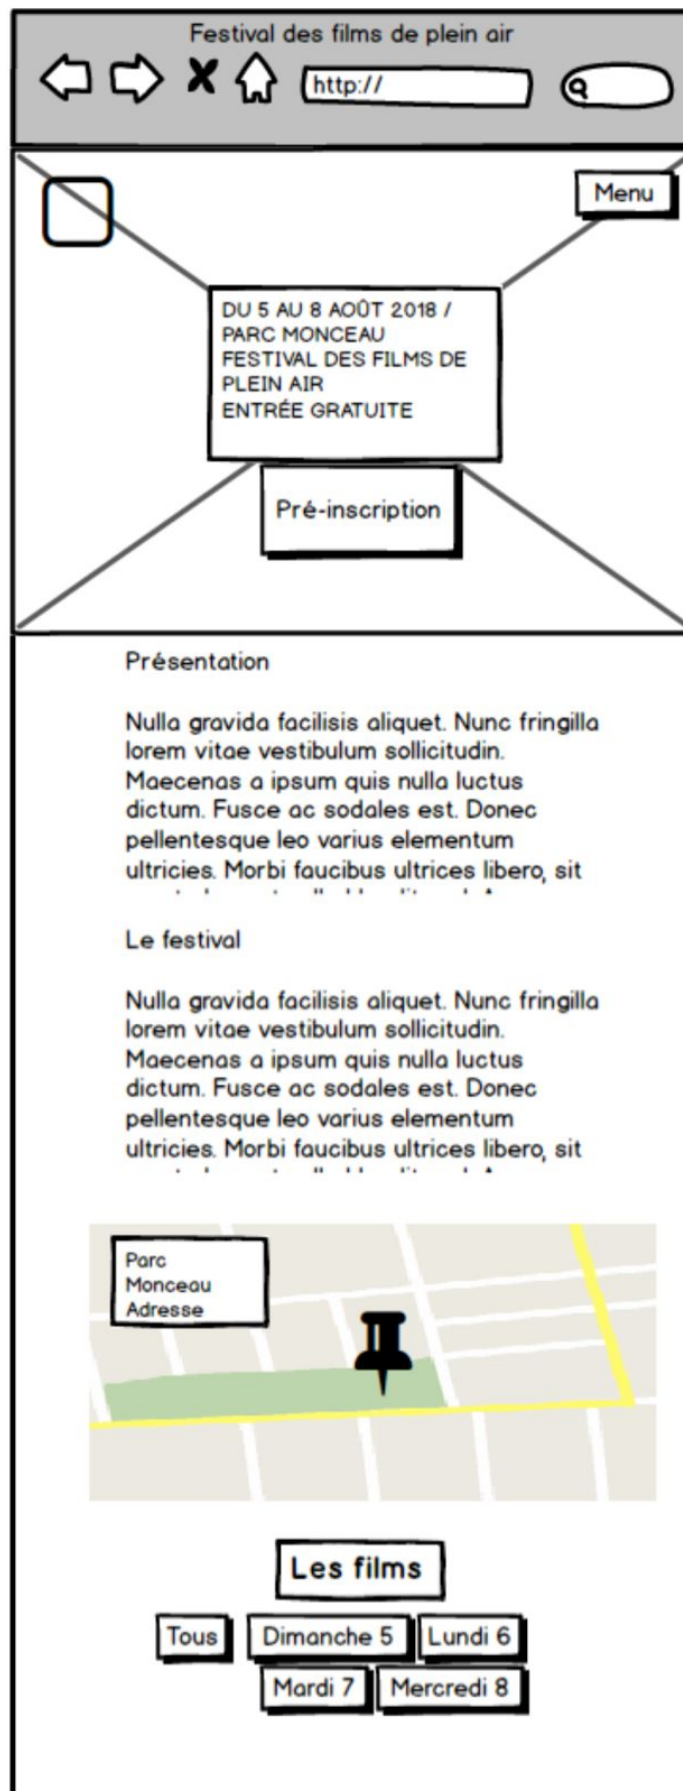 Festival des films de plein air
http://
Menu
DU 5 AU 8 AOÛT 2018 /
PARC MONCEAU
FESTIVAL DES FILMS DE
PLEIN AIR
ENTRÉE GRATUITE
Pré-inscription
Présentation
Nulla gravida facilisis aliquet. Nunc fringilla
lorem vitae vestibulum sollicitudin.
Maecenas a ipsum quis nulla luctus
dictum. Fusce ac sodales est. Donec
pellentesque leo varius elementum
ultricies. Morbi faucibus ultrices libero, sit
Le festival
Nulla gravida facilisis aliquet. Nunc fringilla
lorem vitae vestibulum sollicitudin.
Maecenas a ipsum quis nulla luctus
dictum. Fusce ac sodales est. Donec
pellentesque leo varius elementum
ultricies. Morbi faucibus ultrices libero, sit
Parc
Monceau
Adresse
Les films
Tous Dimanche 5 Lundi 6
Mardi 7 Mercredi 8